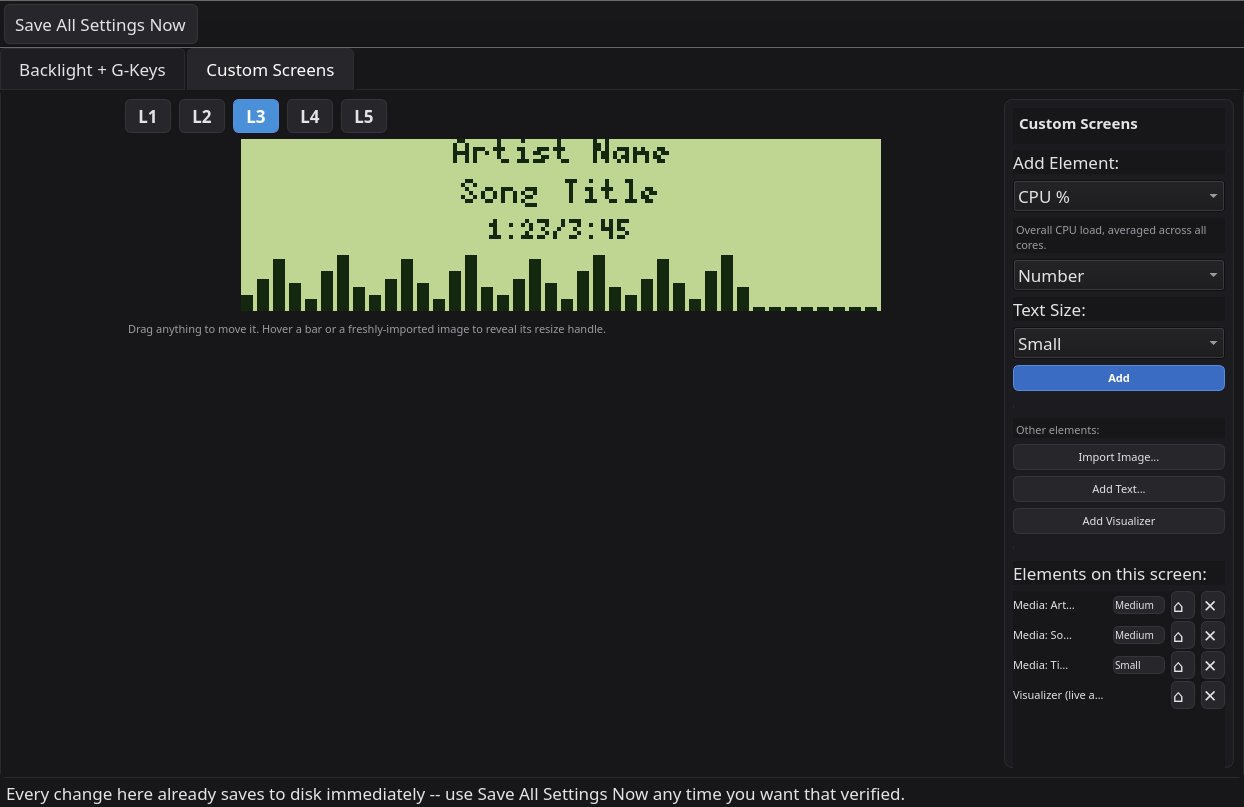 Save All Settings Now
Backlight + G-Keys
Custom Screens
L1
L2
L3
L4
L5
Artist Name
Song Title
1:23/3:45
Drag anything to move it. Hover a bar or a freshly-imported image to reveal its resize handle.
Custom Screens
Add Element:
CPU %
Overall CPU load, averaged across all
cores.
Number
Text Size:
Small
Add
Other elements:
Import Image...
Add Text...
Add Visualizer
Elements on this screen:
Media: Art... Medium ⌂ ✕
Media: So... Medium ⌂ ✕
Media: Ti... Small ⌂ ✕
Visualizer (live a... ⌂ ✕
Every change here already saves to disk immediately -- use Save All Settings Now any time you want that verified.